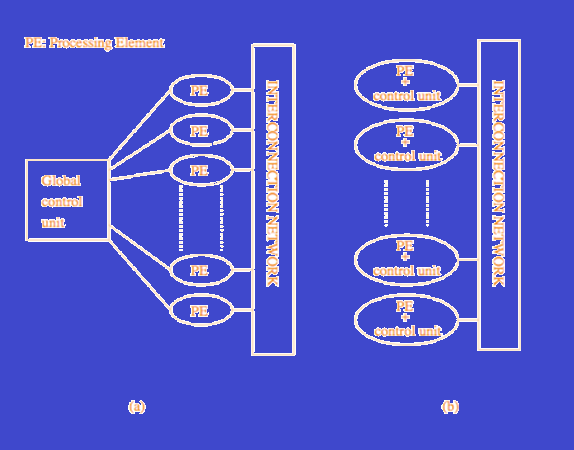 PE: Processing Element
Global
control
unit
PE
PE
PE
PE
PE
INTERCONNECTION NETWORK
(a)
PE
+
control unit
PE
+
control unit
PE
+
control unit
PE
+
control unit
INTERCONNECTION NETWORK
(b)